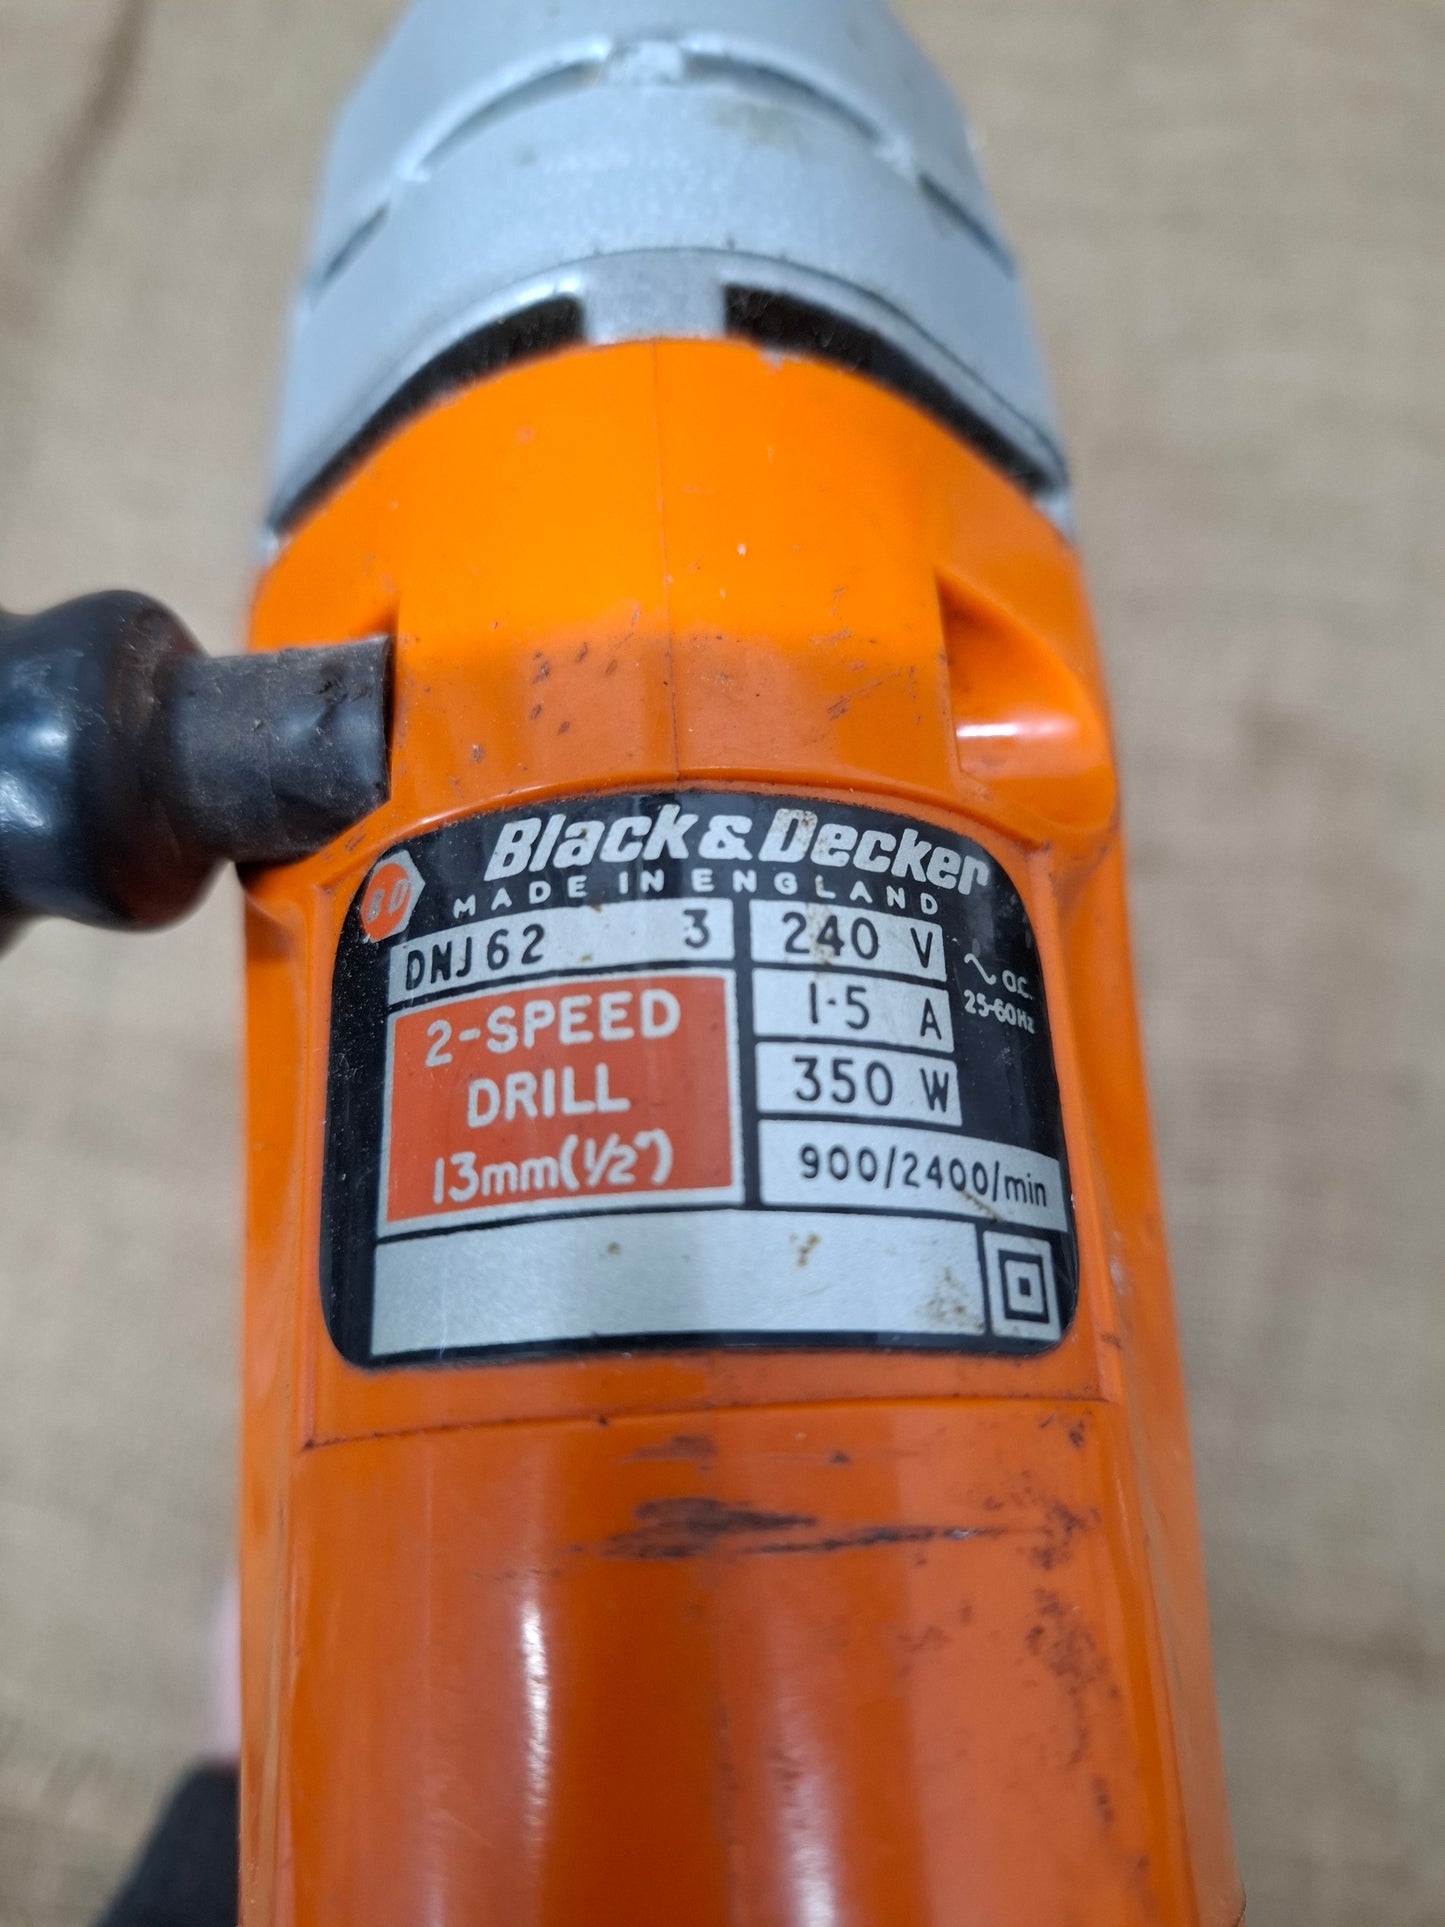 Black & Decker
BD
MADE IN ENGLAND
DNJ62 3
240 V
a.c.
25-60Hz
1·5 A
2-SPEED
DRILL
13mm(1/2")
350 W
900/2400/min